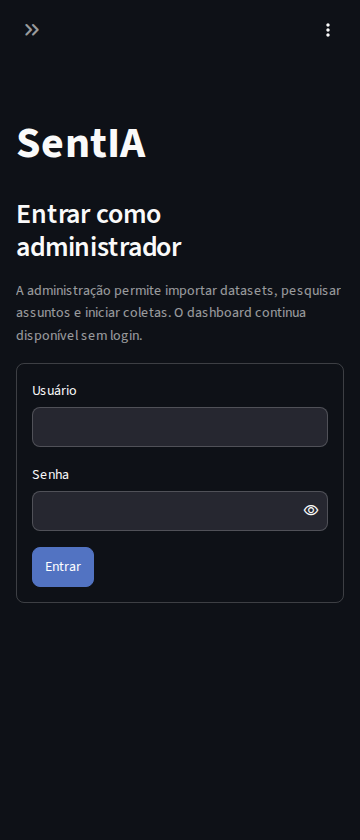 SentIA
Entrar como
administrador
A administração permite importar datasets, pesquisar
assuntos e iniciar coletas. O dashboard continua
disponível sem login.
Usuário
Senha
Entrar